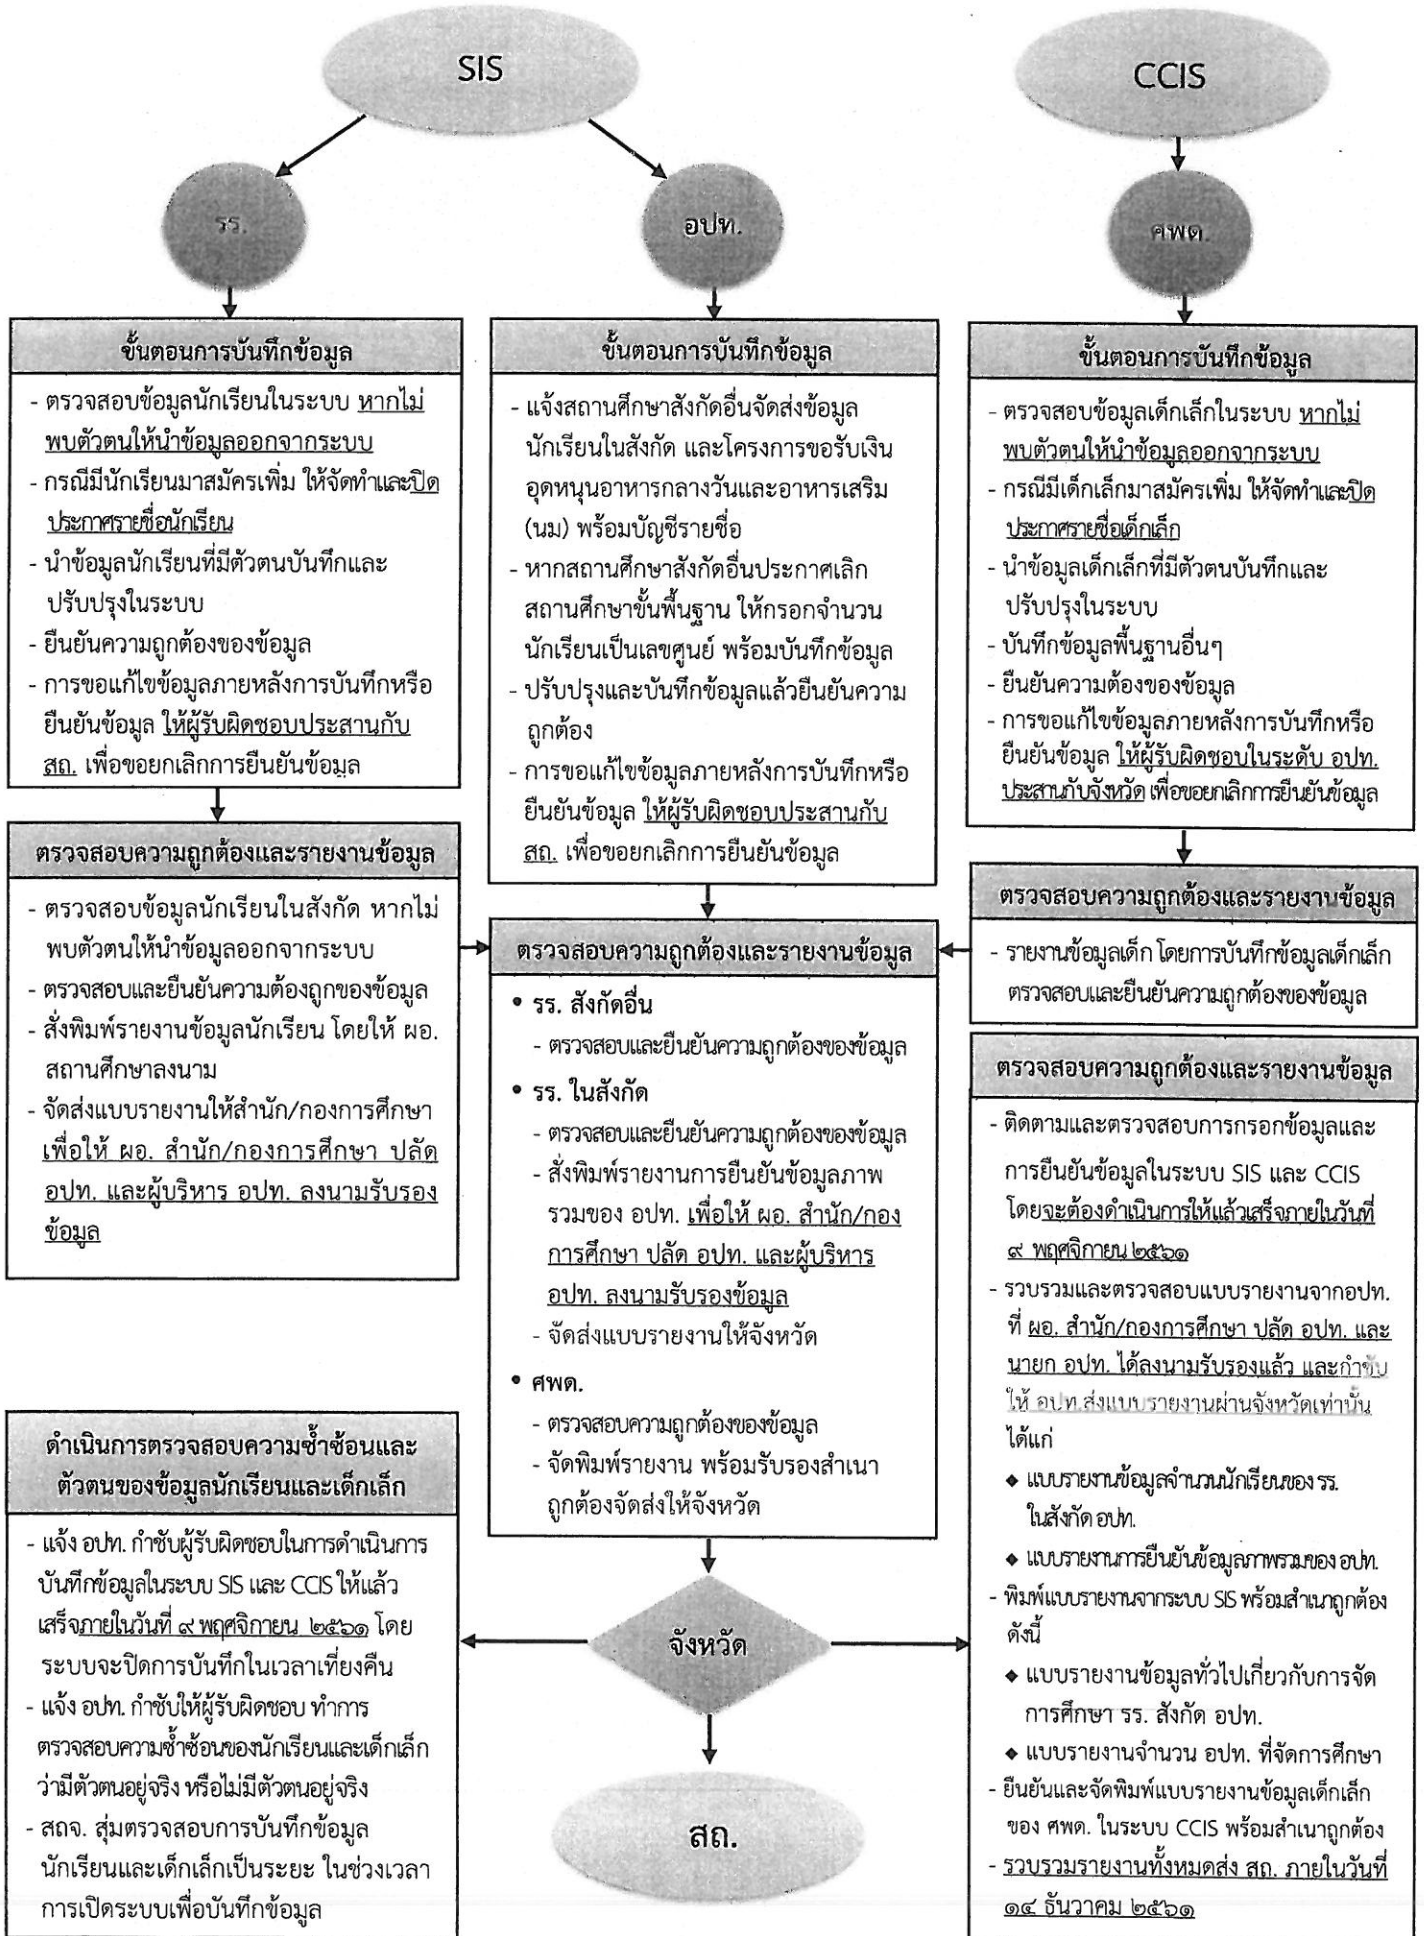 SIS
CCIS
รร.
อปท.
ศพด.
ขั้นตอนการบันทึกข้อมูล
- ตรวจสอบข้อมูลนักเรียนในระบบ หากไม่
พบตัวตนให้นำข้อมูลออกจากระบบ
- กรณีมีนักเรียนมาสมัครเพิ่ม ให้จัดทำและปิด
ประกาศรายชื่อนักเรียน
- นำข้อมูลนักเรียนที่มีตัวตนบันทึกและ
ปรับปรุงในระบบ
- ยืนยันความถูกต้องของข้อมูล
- การขอแก้ไขข้อมูลภายหลังการบันทึกหรือ
ยืนยันข้อมูล ให้ผู้รับผิดชอบประสานกับ
สถ. เพื่อขอยกเลิกการยืนยันข้อมูล
ตรวจสอบความถูกต้องและรายงานข้อมูล
- ตรวจสอบข้อมูลนักเรียนในสังกัด หากไม่
พบตัวตนให้นำข้อมูลออกจากระบบ
- ตรวจสอบและยืนยันความต้องถูกของข้อมูล
- สั่งพิมพ์รายงานข้อมูลนักเรียน โดยให้ ผอ.
สถานศึกษาลงนาม
- จัดส่งแบบรายงานให้สำนัก/กองการศึกษา
เพื่อให้ ผอ. สำนัก/กองการศึกษา ปลัด
อปท. และผู้บริหาร อปท. ลงนามรับรอง
ข้อมูล
ขั้นตอนการบันทึกข้อมูล
- แจ้งสถานศึกษาสังกัดอื่นจัดส่งข้อมูล
นักเรียนในสังกัด และโครงการขอรับเงิน
อุดหนุนอาหารกลางวันและอาหารเสริม
(นม) พร้อมบัญชีรายชื่อ
- หากสถานศึกษาสังกัดอื่นประกาศเลิก
สถานศึกษาขั้นพื้นฐาน ให้กรอกจำนวน
นักเรียนเป็นเลขศูนย์ พร้อมบันทึกข้อมูล
- ปรับปรุงและบันทึกข้อมูลแล้วยืนยันความ
ถูกต้อง
- การขอแก้ไขข้อมูลภายหลังการบันทึกหรือ
ยืนยันข้อมูล ให้ผู้รับผิดชอบประสานกับ
สถ. เพื่อขอยกเลิกการยืนยันข้อมูล
ตรวจสอบความถูกต้องและรายงานข้อมูล
• รร. สังกัดอื่น
- ตรวจสอบและยืนยันความถูกต้องของข้อมูล
• รร. ในสังกัด
- ตรวจสอบและยืนยันความถูกต้องของข้อมูล
- สั่งพิมพ์รายงานการยืนยันข้อมูลภาพ
รวมของ อปท. เพื่อให้ ผอ. สำนัก/กอง
การศึกษา ปลัด อปท. และผู้บริหาร
อปท. ลงนามรับรองข้อมูล
- จัดส่งแบบรายงานให้จังหวัด
• ศพด.
- ตรวจสอบความถูกต้องของข้อมูล
- จัดพิมพ์รายงาน พร้อมรับรองสำเนา
ถูกต้องจัดส่งให้จังหวัด
ขั้นตอนการบันทึกข้อมูล
- ตรวจสอบข้อมูลเด็กเล็กในระบบ หากไม่
พบตัวตนให้นำข้อมูลออกจากระบบ
- กรณีมีเด็กเล็กมาสมัครเพิ่ม ให้จัดทำและปิด
ประกาศรายชื่อเด็กเล็ก
- นำข้อมูลเด็กเล็กที่มีตัวตนบันทึกและ
ปรับปรุงในระบบ
- บันทึกข้อมูลพื้นฐานอื่นๆ
- ยืนยันความต้องของข้อมูล
- การขอแก้ไขข้อมูลภายหลังการบันทึกหรือ
ยืนยันข้อมูล ให้ผู้รับผิดชอบในระดับ อปท.
ประสานกับจังหวัด เพื่อขอยกเลิกการยืนยันข้อมูล
ตรวจสอบความถูกต้องและรายงานข้อมูล
- รายงานข้อมูลเด็ก โดยการบันทึกข้อมูลเด็กเล็ก
ตรวจสอบและยืนยันความถูกต้องของข้อมูล
ตรวจสอบความถูกต้องและรายงานข้อมูล
- ติดตามและตรวจสอบการกรอกข้อมูลและ
การยืนยันข้อมูลในระบบ SIS และ CCIS
โดยจะต้องดำเนินการให้แล้วเสร็จภายในวันที่
๙ พฤศจิกายน ๒๕๖๑
- รวบรวมและตรวจสอบแบบรายงานจากอปท.
ที่ ผอ. สำนัก/กองการศึกษา ปลัด อปท. และ
นายก อปท. ได้ลงนามรับรองแล้ว และกำชับ
ให้ อปท.ส่งแบบรายงานผ่านจังหวัดเท่านั้น
ได้แก่
❖ แบบรายงานข้อมูลจำนวนนักเรียนของ รร.
ในสังกัด อปท.
❖ แบบรายงานการยืนยันข้อมูลภาพรวมของ อปท.
- พิมพ์แบบรายงานจากระบบ SIS พร้อมสำเนาถูกต้อง
ดังนี้
❖ แบบรายงานข้อมูลทั่วไปเกี่ยวกับการจัด
การศึกษา รร. สังกัด อปท.
❖ แบบรายงานจำนวน อปท. ที่จัดการศึกษา
- ยืนยันและจัดพิมพ์แบบรายงานข้อมูลเด็กเล็ก
ของ ศพด. ในระบบ CCIS พร้อมสำเนาถูกต้อง
- รวบรวมรายงานทั้งหมดส่ง สถ. ภายในวันที่
๑๔ ธันวาคม ๒๕๖๑
ดำเนินการตรวจสอบความซ้ำซ้อนและ
ตัวตนของข้อมูลนักเรียนและเด็กเล็ก
- แจ้ง อปท. กำชับผู้รับผิดชอบในการดำเนินการ
บันทึกข้อมูลในระบบ SIS และ CCIS ให้แล้ว
เสร็จภายในวันที่ ๙ พฤศจิกายน ๒๕๖๑ โดย
ระบบจะปิดการบันทึกในเวลาเที่ยงคืน
- แจ้ง อปท. กำชับให้ผู้รับผิดชอบ ทำการ
ตรวจสอบความซ้ำซ้อนของนักเรียนและเด็กเล็ก
ว่ามีตัวตนอยู่จริง หรือไม่มีตัวตนอยู่จริง
- สถจ. สุ่มตรวจสอบการบันทึกข้อมูล
นักเรียนและเด็กเล็กเป็นระยะ ในช่วงเวลา
การเปิดระบบเพื่อบันทึกข้อมูล
จังหวัด
สถ.